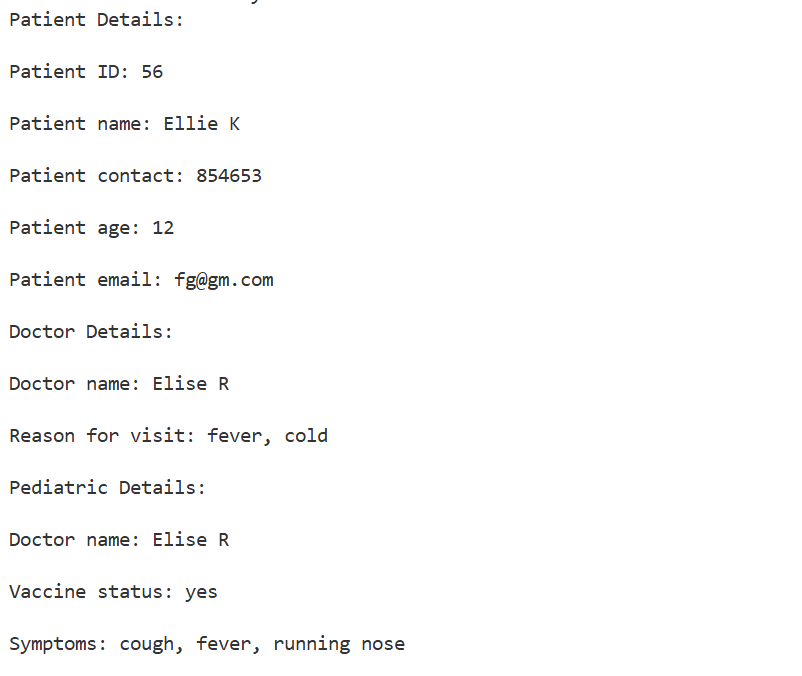 Patient Details:
Patient ID: 56
Patient name: Ellie K
Patient contact: 854653
Patient age: 12
Patient email: fg@gm.com
Doctor Details:
Doctor name: Elise R
Reason for visit: fever, cold
Pediatric Details:
Doctor name: Elise R
Vaccine status: yes
Symptoms: cough, fever, running nose